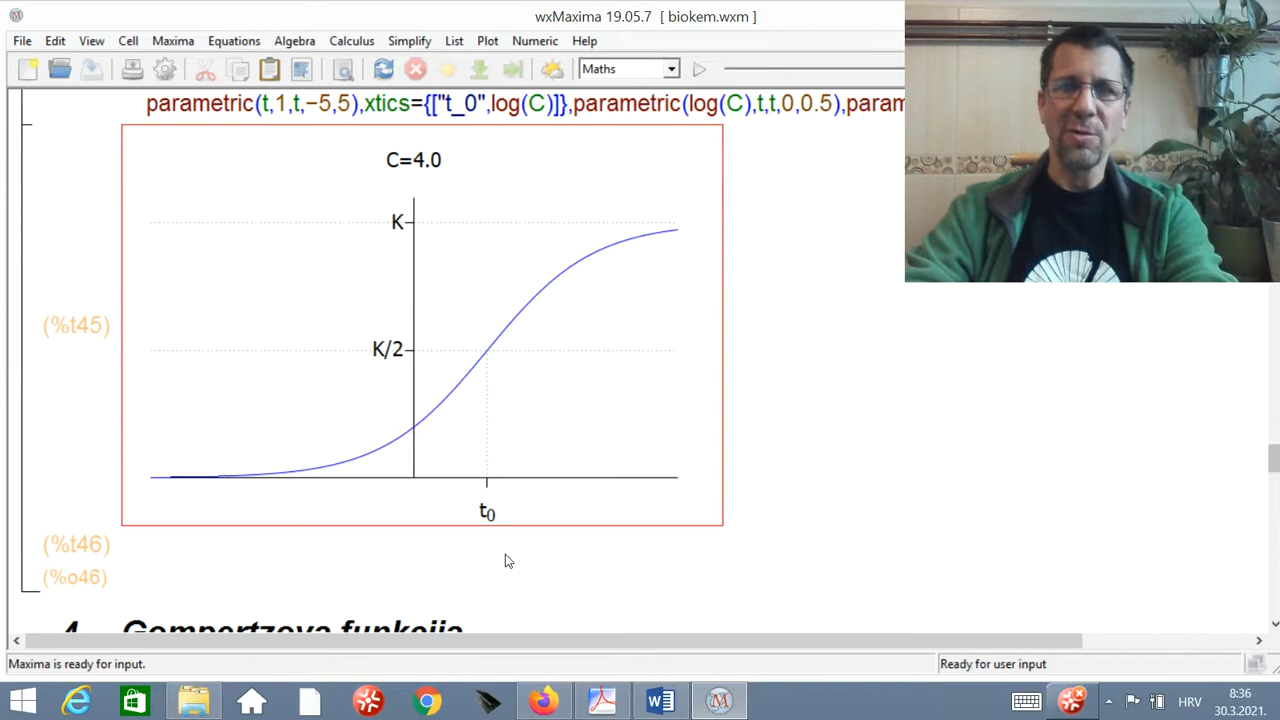 wxMaxima 19.05.7 [ biokem.wxm ]
File Edit View Cell Maxima Equations Algebra Calculus Simplify List Plot Numeric Help
Maths
parametric(t,1,t,−5,5),xtics={["t_0",log(C)]},parametric(log(C),t,t,0,0.5),param
C=4.0
K
K/2
(%t45)
t0
(%t46)
(%o46)
4 Gompertzova funkcija
Maxima is ready for input.
Ready for user input
HRV
8:36
30.3.2021.